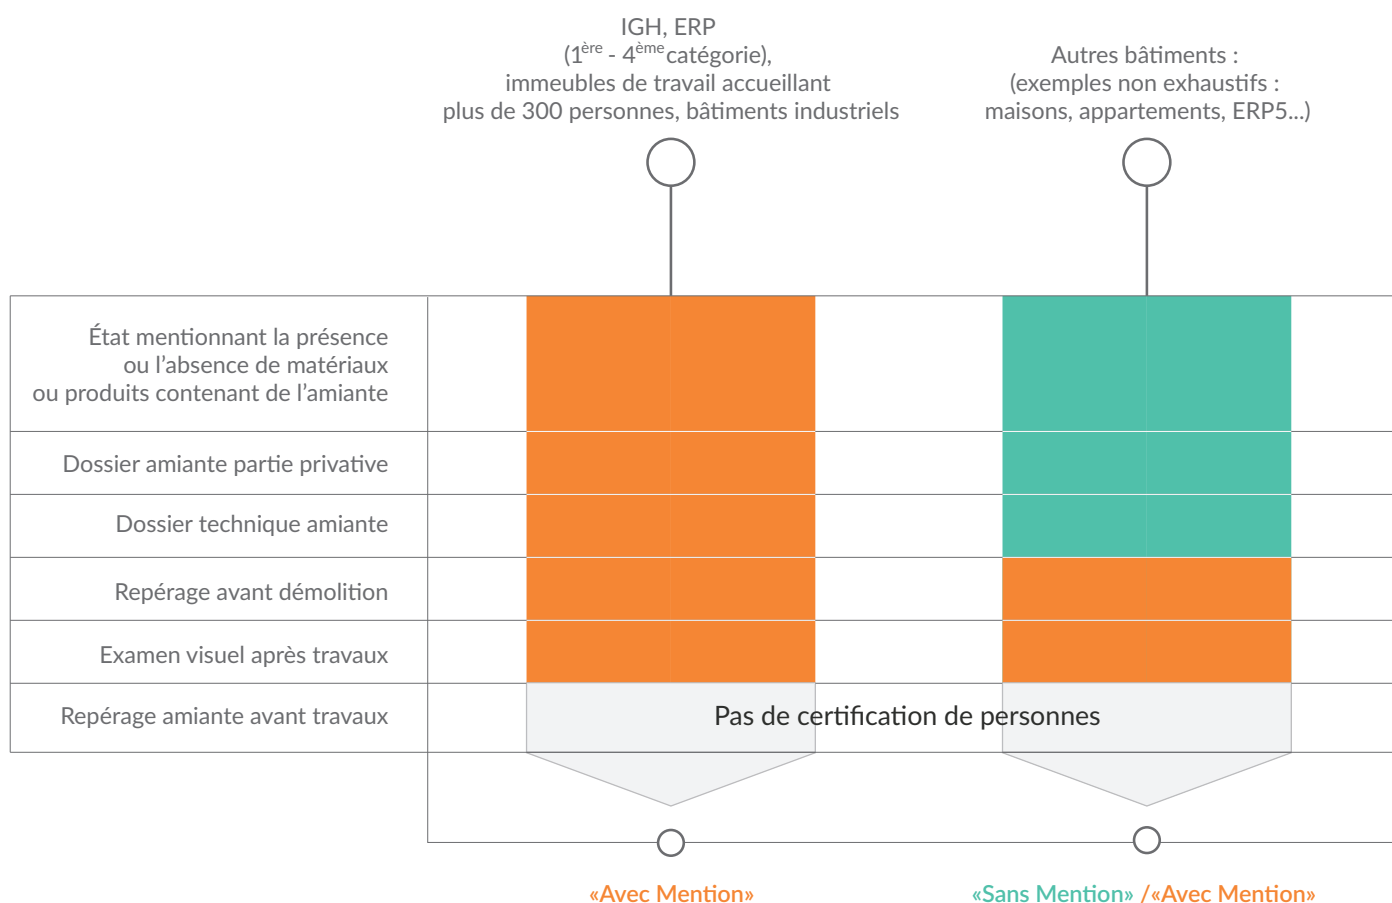 IGH, ERP
(1ère - 4ème catégorie),
immeubles de travail accueillant
plus de 300 personnes, bâtiments industriels
Autres bâtiments :
(exemples non exhaustifs :
maisons, appartements, ERP5...)
État mentionnant la présence
ou l’absence de matériaux
ou produits contenant de l’amiante
Dossier amiante partie privative
Dossier technique amiante
Repérage avant démolition
Examen visuel après travaux
Repérage amiante avant travaux
Pas de certification de personnes
«Avec Mention»
«Sans Mention» /«Avec Mention»